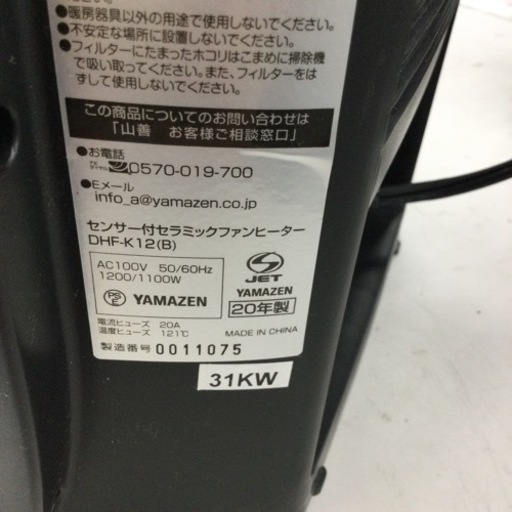 ●暖房器具以外の用途で使用しないでください。
●不安定な場所に設置しないでください。
●フィルターにたまったホコリはこまめに掃除機
で吸い取ってください。また、フィルターをは
ずして使用しないでください。
この商品についてのお問い合わせは
「山善 お客様ご相談窓口」
●お電話
0570-019-700
●Eメール
info_a@yamazen.co.jp
センサー付セラミックファンヒーター
DHF-K12(B)
AC100V 50/60Hz
1200/1100W
PS E YAMAZEN
JET
YAMAZEN
20年製
電流ヒューズ 20A
温度ヒューズ 121℃
MADE IN CHINA
製造番号 0011075
31KW